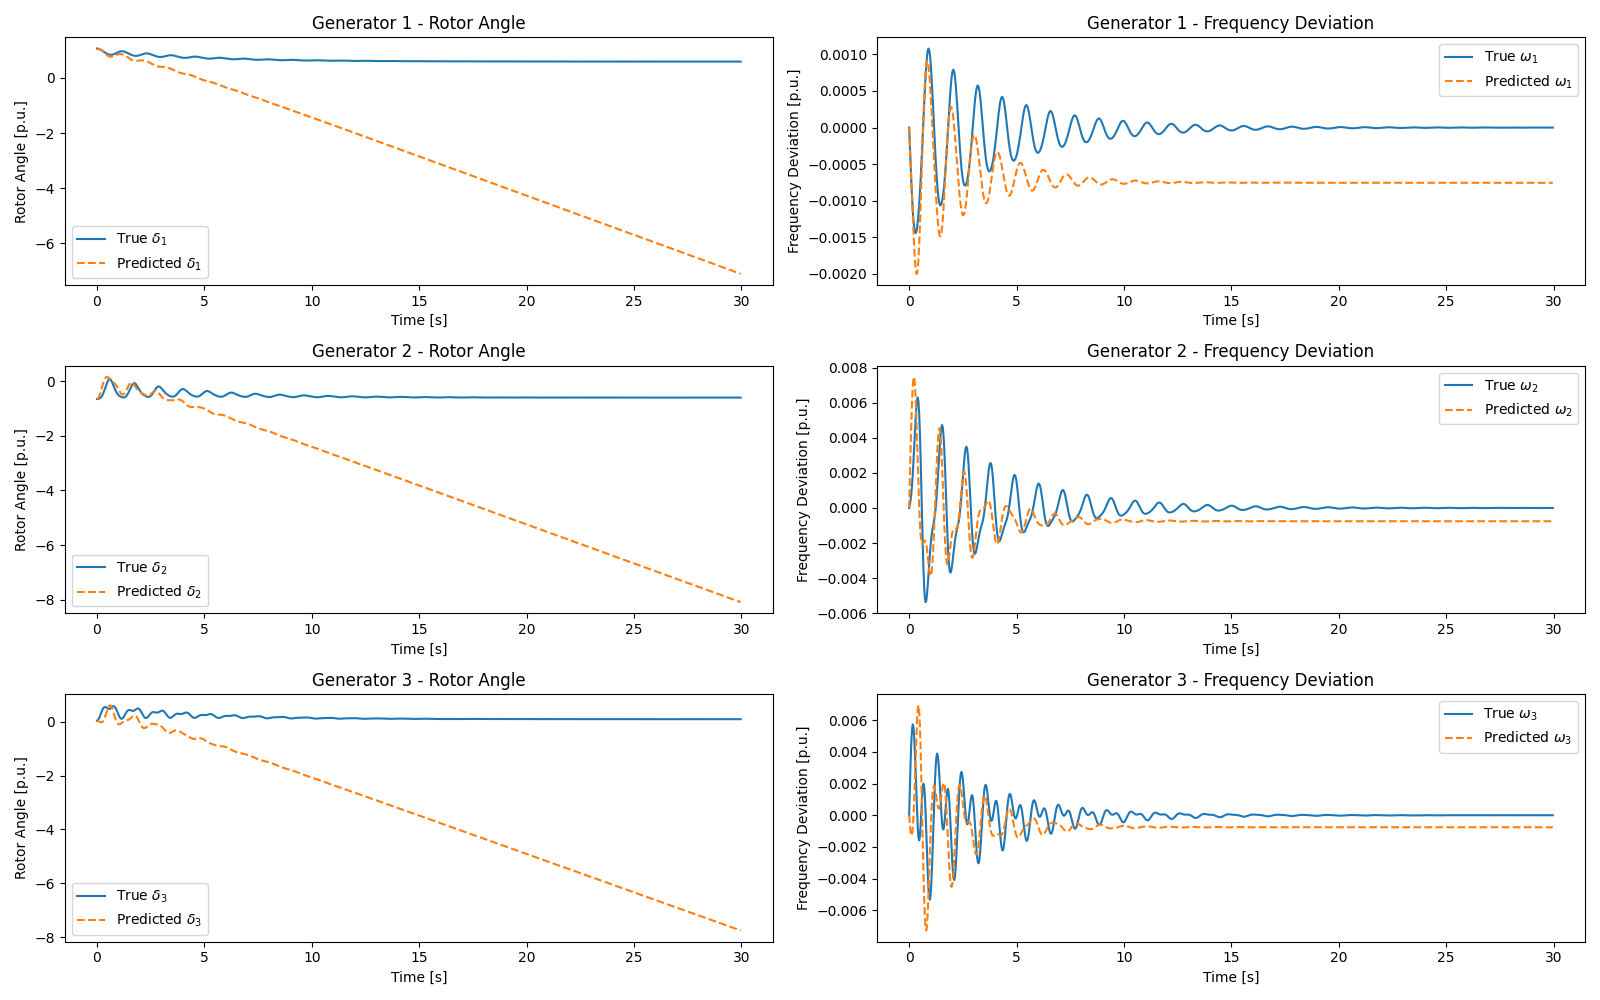 Generator 1 - Rotor Angle
Rotor Angle [p.u.]
0
−2
−4
−6
True δ₁
Predicted δ₁
0 5 10 15 20 25 30
Time [s]
Generator 1 - Frequency Deviation
Frequency Deviation [p.u.]
0.0010
0.0005
0.0000
−0.0005
−0.0010
−0.0015
−0.0020
True ω₁
Predicted ω₁
0 5 10 15 20 25 30
Time [s]
Generator 2 - Rotor Angle
Rotor Angle [p.u.]
0
−2
−4
−6
−8
True δ₂
Predicted δ₂
0 5 10 15 20 25 30
Time [s]
Generator 2 - Frequency Deviation
Frequency Deviation [p.u.]
0.008
0.006
0.004
0.002
0.000
−0.002
−0.004
−0.006
True ω₂
Predicted ω₂
0 5 10 15 20 25 30
Time [s]
Generator 3 - Rotor Angle
Rotor Angle [p.u.]
0
−2
−4
−6
−8
True δ₃
Predicted δ₃
0 5 10 15 20 25 30
Time [s]
Generator 3 - Frequency Deviation
Frequency Deviation [p.u.]
0.006
0.004
0.002
0.000
−0.002
−0.004
−0.006
True ω₃
Predicted ω₃
0 5 10 15 20 25 30
Time [s]